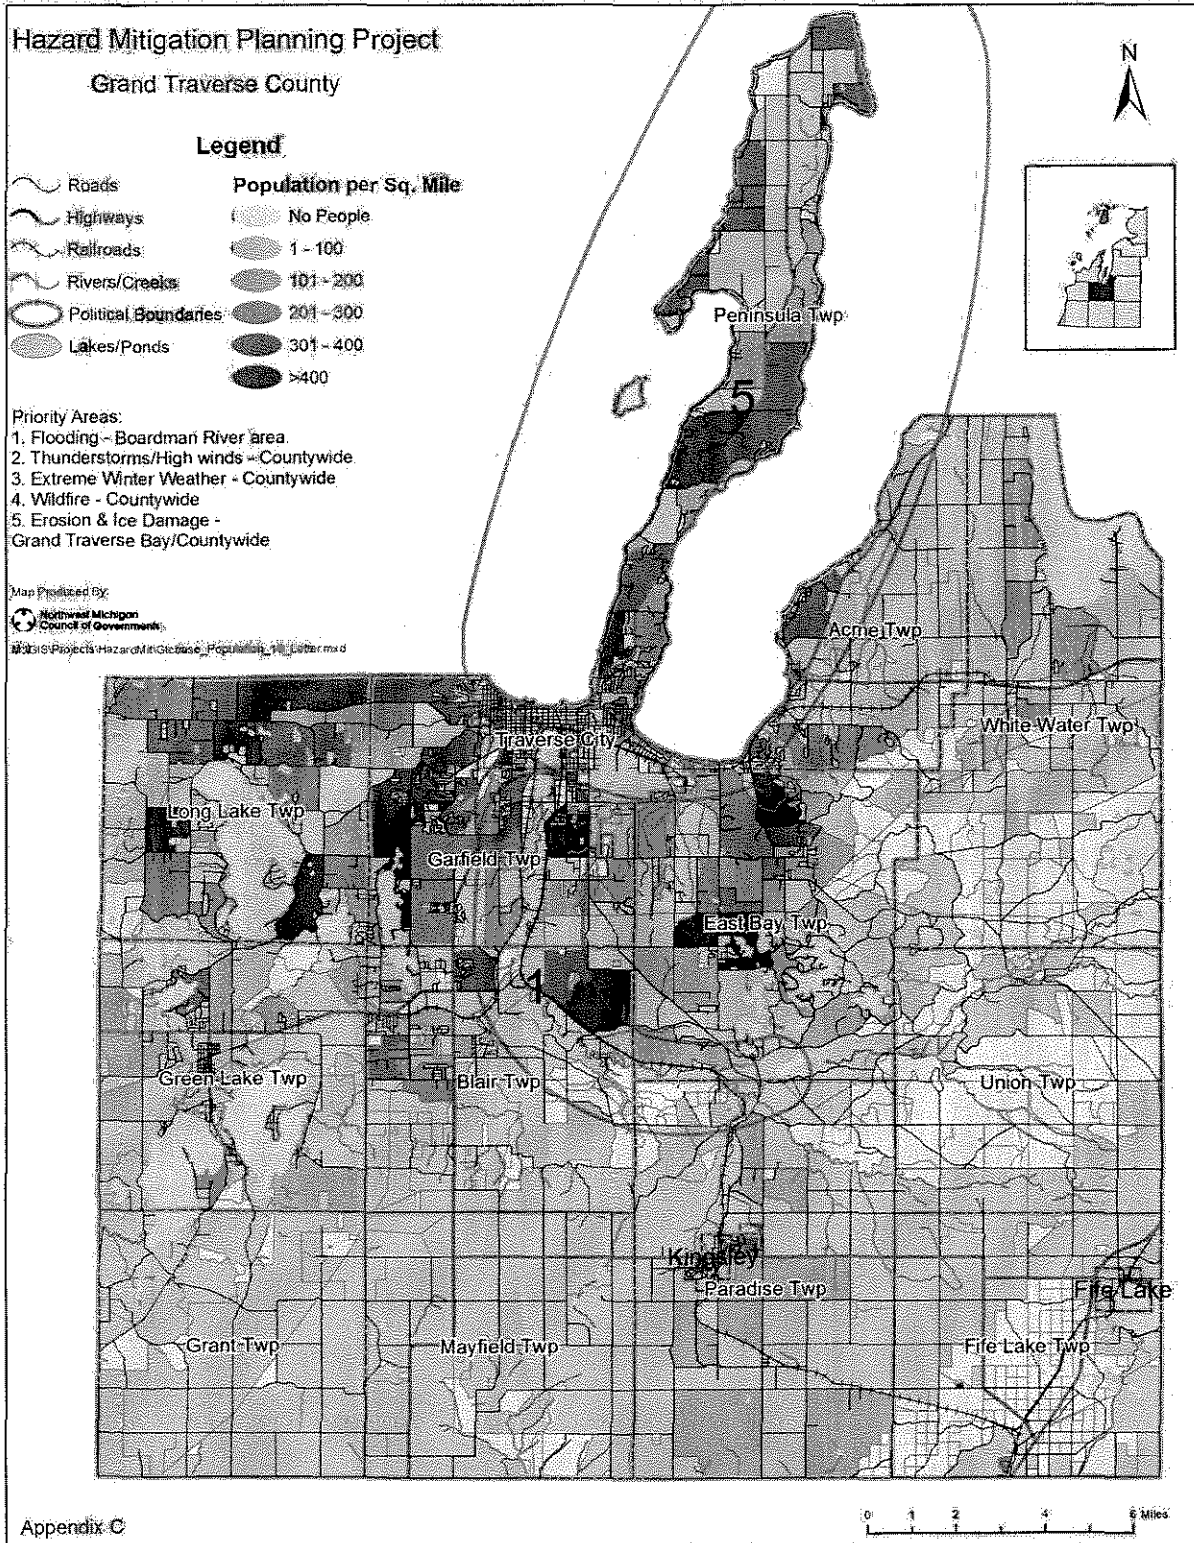 Hazard Mitigation Planning Project
Grand Traverse County
N
Legend
Roads
Highways
Railroads
Rivers/Creeks
Political Boundaries
Lakes/Ponds
Population per Sq. Mile
No People
1 - 100
101 - 200
201 - 300
301 - 400
>400
Priority Areas:
1. Flooding - Boardman River area
2. Thunderstorms/High winds - Countywide
3. Extreme Winter Weather - Countywide
4. Wildfire - Countywide
5. Erosion & Ice Damage -
Grand Traverse Bay/Countywide
Map Produced By:
Northwest Michigan
Council of Governments
Peninsula Twp
5
Acme Twp
White Water Twp
Traverse City
Long Lake Twp
Garfield Twp
East Bay Twp
1
Green Lake Twp
Blair Twp
Union Twp
Kingsley
Paradise Twp
Fife Lake
Grant Twp
Mayfield Twp
Fife Lake Twp
Appendix C
0 1 2 4 6 Miles